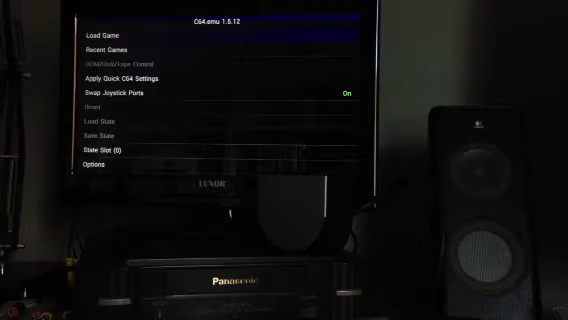 C64.emu 1.5.12
Load Game
Recent Games
ROM/Disk/Tape Control
Apply Quick C64 Settings
Swap Joystick Ports On
Reset
Load State
Save State
State Slot (0)
Options
LUXOR
Panasonic